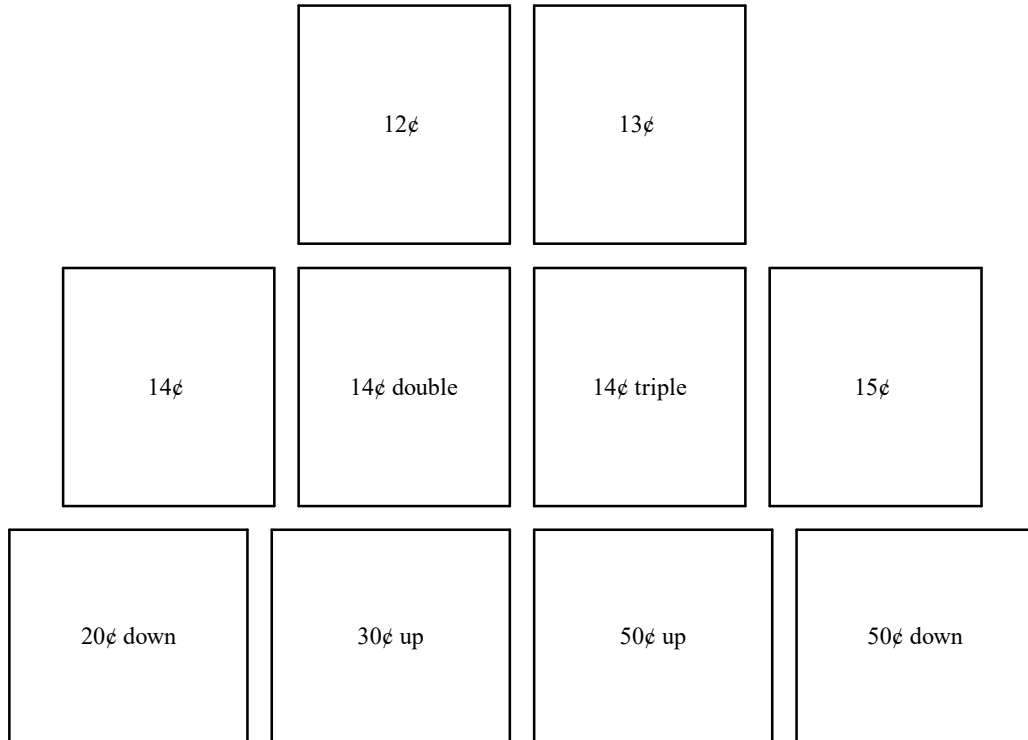 12¢
13¢
14¢
14¢ double
14¢ triple
15¢
20¢ down
30¢ up
50¢ up
50¢ down